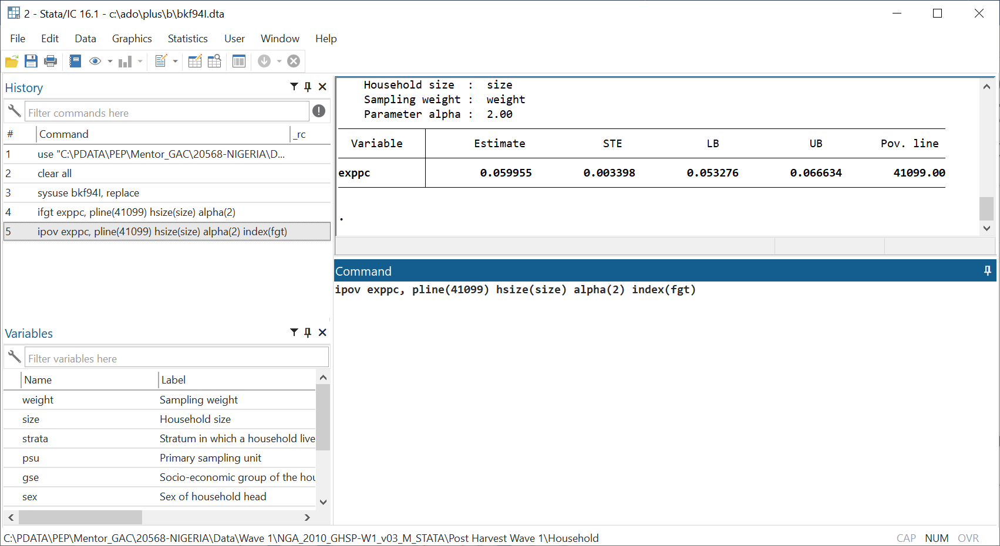 2 - Stata/IC 16.1 - c:\ado\plus\b\bkf94I.dta
File Edit Data Graphics Statistics User Window Help
History
Filter commands here
# Command _rc
1 use "C:\PDATA\PEP\Mentor_GAC\20568-NIGERIA\D...
2 clear all
3 sysuse bkf94I, replace
4 ifgt exppc, pline(41099) hsize(size) alpha(2)
5 ipov exppc, pline(41099) hsize(size) alpha(2) index(fgt)
Variables
Filter variables here
Name Label
weight Sampling weight
size Household size
strata Stratum in which a household live
psu Primary sampling unit
gse Socio-economic group of the hou
sex Sex of household head
Household size : size
Sampling weight : weight
Parameter alpha : 2.00
Variable Estimate STE LB UB Pov. line
exppc 0.059955 0.003398 0.053276 0.066634 41099.00
.
Command
ipov exppc, pline(41099) hsize(size) alpha(2) index(fgt)
C:\PDATA\PEP\Mentor_GAC\20568-NIGERIA\Data\Wave 1\NGA_2010_GHSP-W1_v03_M_STATA\Post Harvest Wave 1\Household CAP NUM OVR